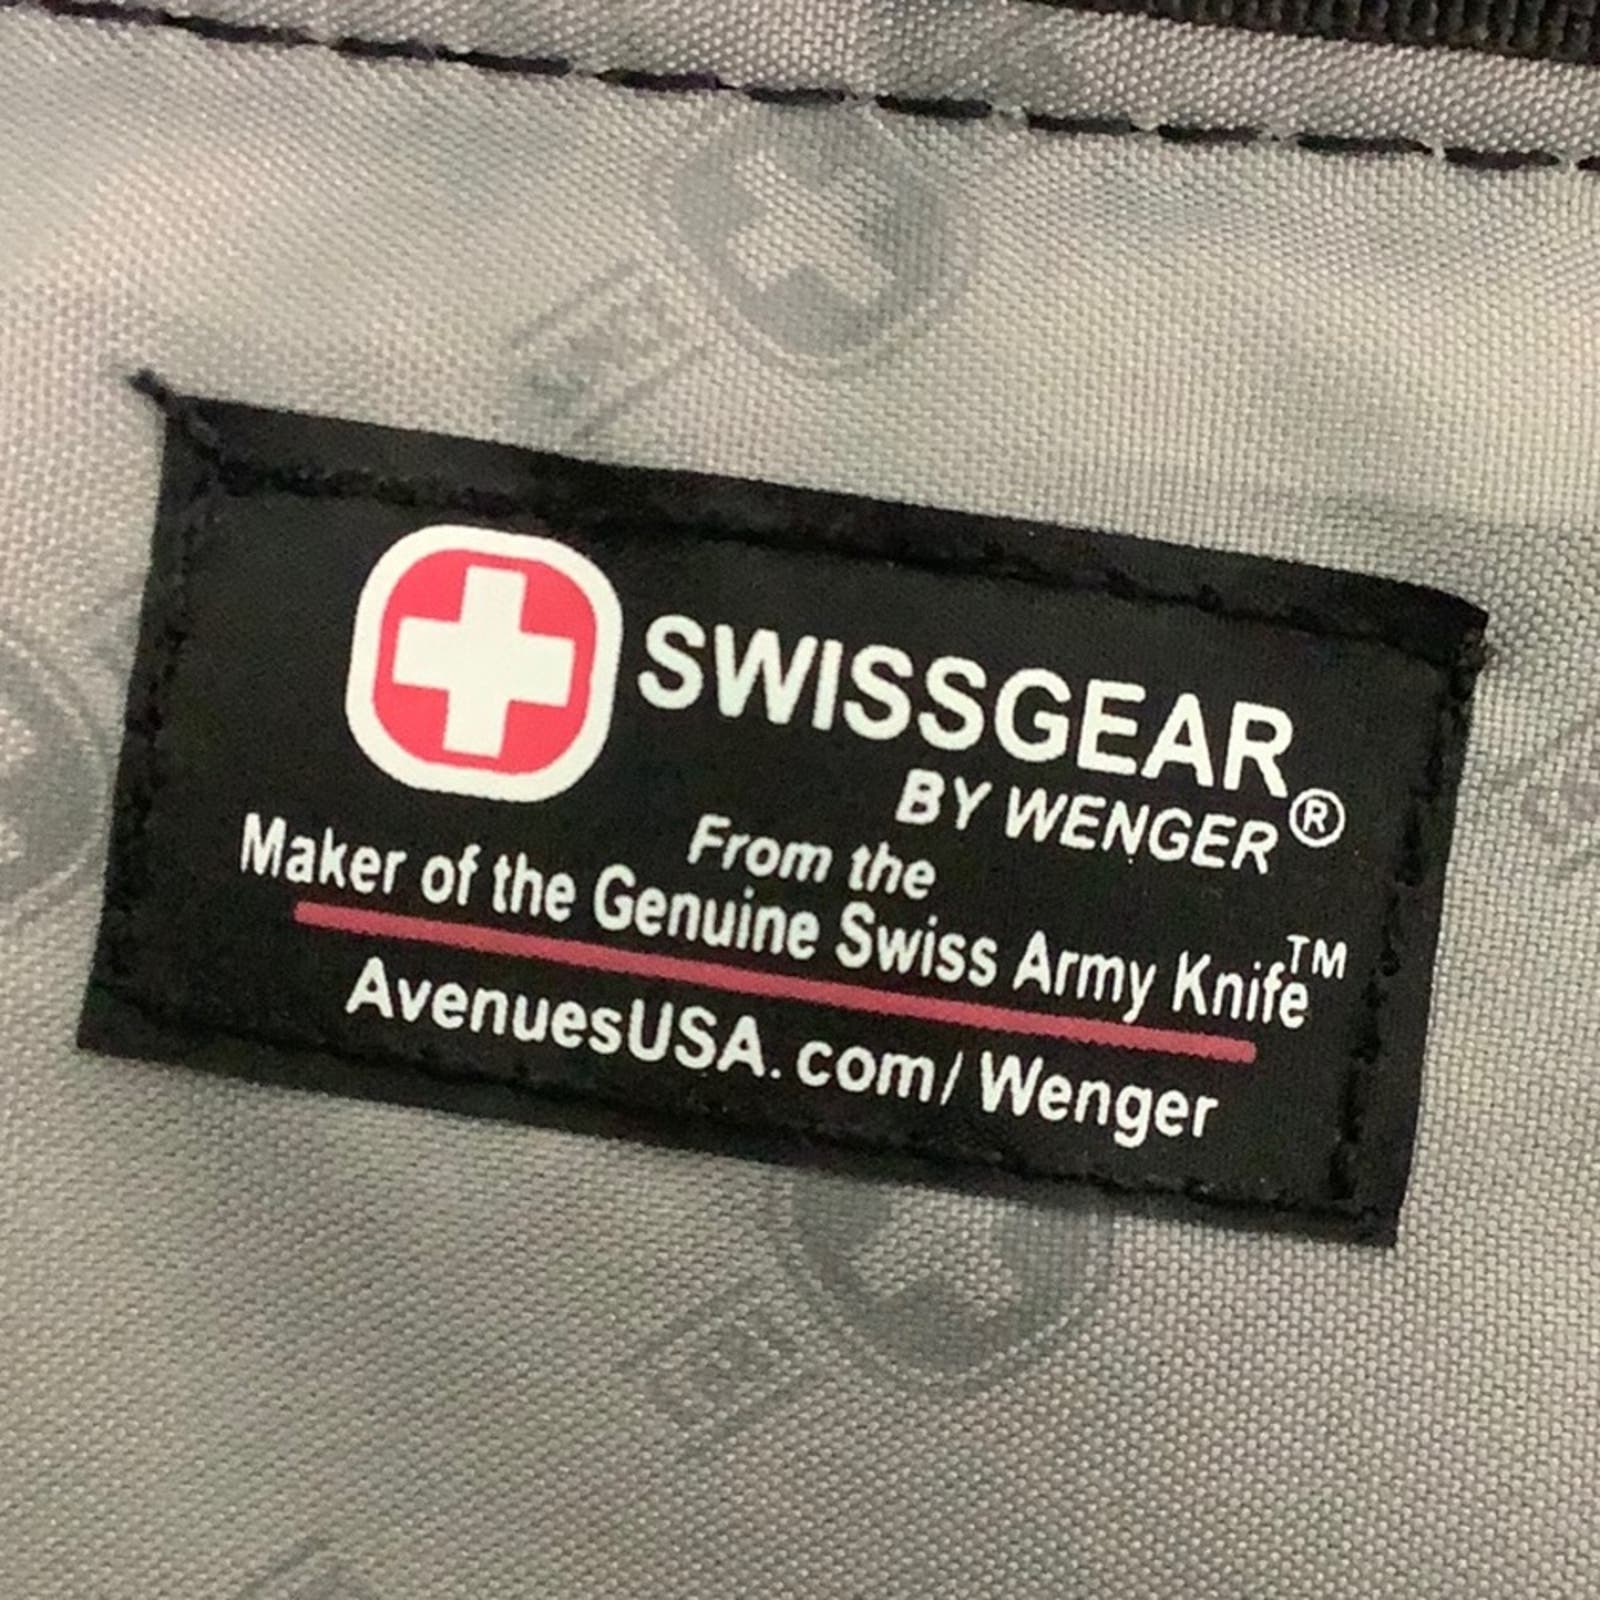 SWISSGEAR
BY WENGER®
From the
Maker of the Genuine Swiss Army Knife™
AvenuesUSA.com/Wenger